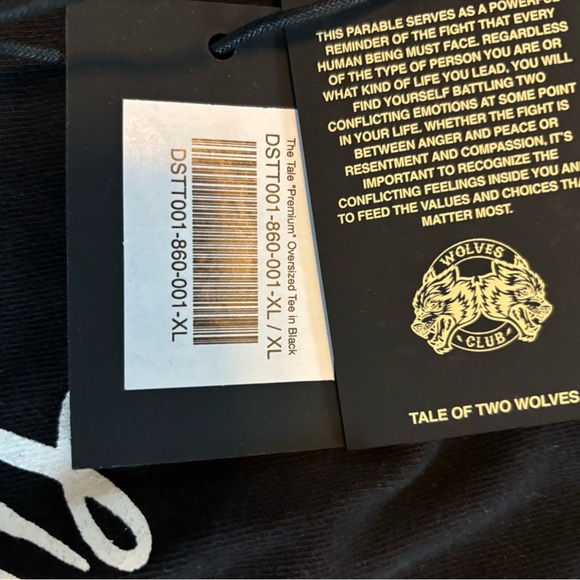 The Tale "Premium" Oversized Tee in Black
DSTT001-860-001-XL / XL
DSTT001-860-001-XL
THIS PARABLE SERVES AS A POWERFUL
REMINDER OF THE FIGHT THAT EVERY
HUMAN BEING MUST FACE. REGARDLESS
OF THE TYPE OF PERSON YOU ARE OR
WHAT KIND OF LIFE YOU LEAD, YOU WILL
FIND YOURSELF BATTLING TWO
CONFLICTING EMOTIONS AT SOME POINT
IN YOUR LIFE. WHETHER THE FIGHT IS
BETWEEN ANGER AND PEACE OR
RESENTMENT AND COMPASSION, IT'S
IMPORTANT TO RECOGNIZE THE
CONFLICTING FEELINGS INSIDE YOU AND
TO FEED THE VALUES AND CHOICES THA
MATTER MOST.
WOLVES
CLUB
TALE OF TWO WOLVES